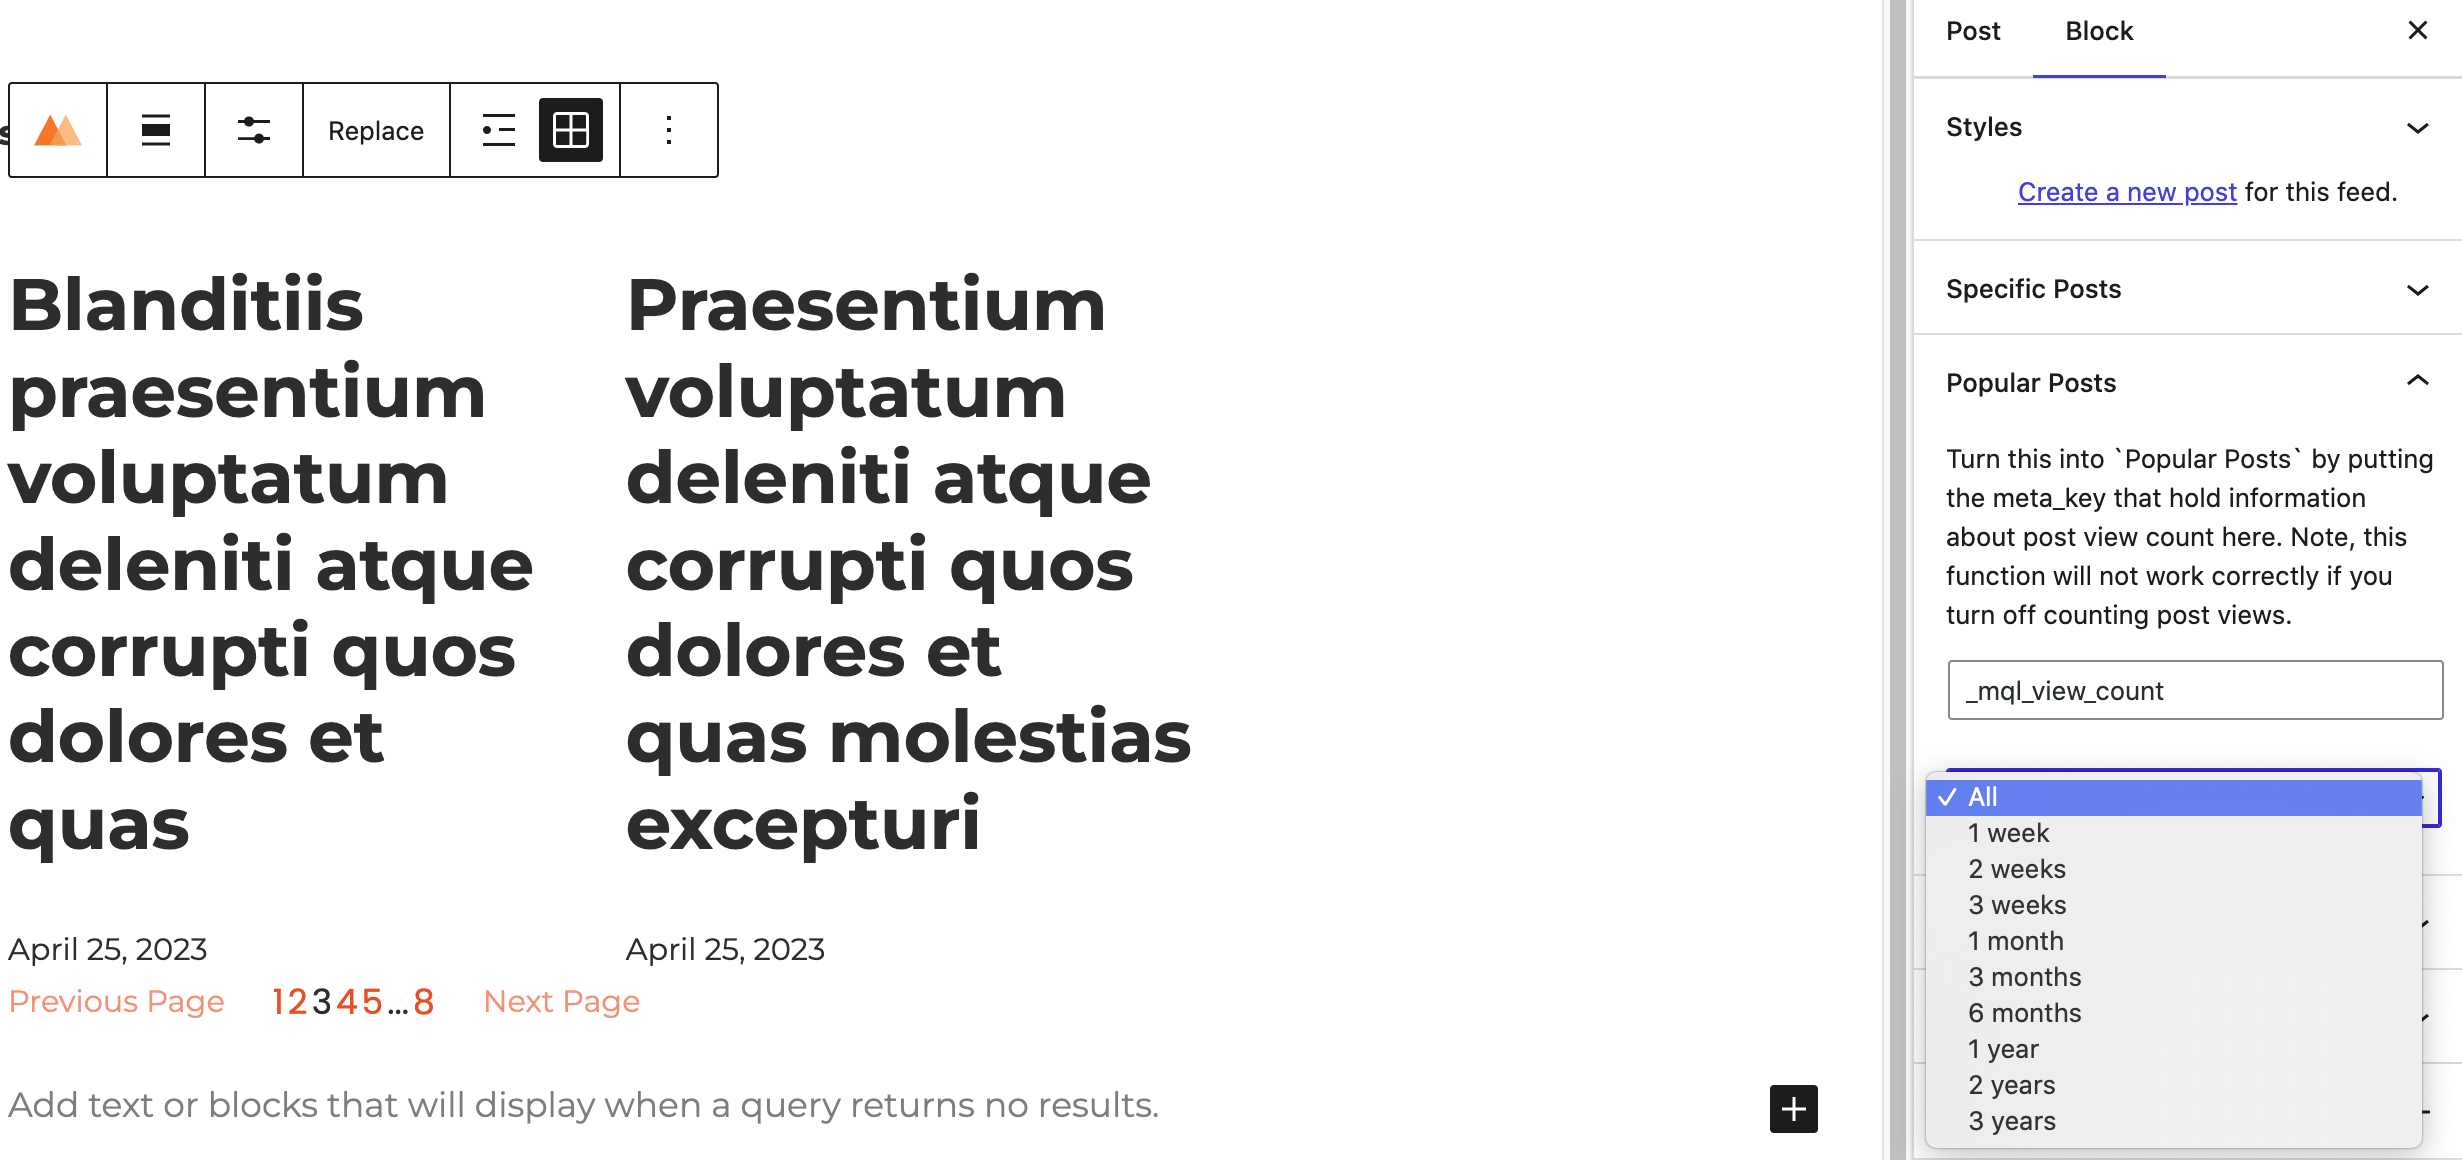 s
Replace
Blanditiis
praesentium
voluptatum
deleniti atque
corrupti quos
dolores et
quas
April 25, 2023
Praesentium
voluptatum
deleniti atque
corrupti quos
dolores et
quas molestias
excepturi
April 25, 2023
Previous Page 12345...8 Next Page
Add text or blocks that will display when a query returns no results.
Post Block
Styles
Create a new post for this feed.
Specific Posts
Popular Posts
Turn this into `Popular Posts` by putting
the meta_key that hold information
about post view count here. Note, this
function will not work correctly if you
turn off counting post views.
_mql_view_count
All
1 week
2 weeks
3 weeks
1 month
3 months
6 months
1 year
2 years
3 years